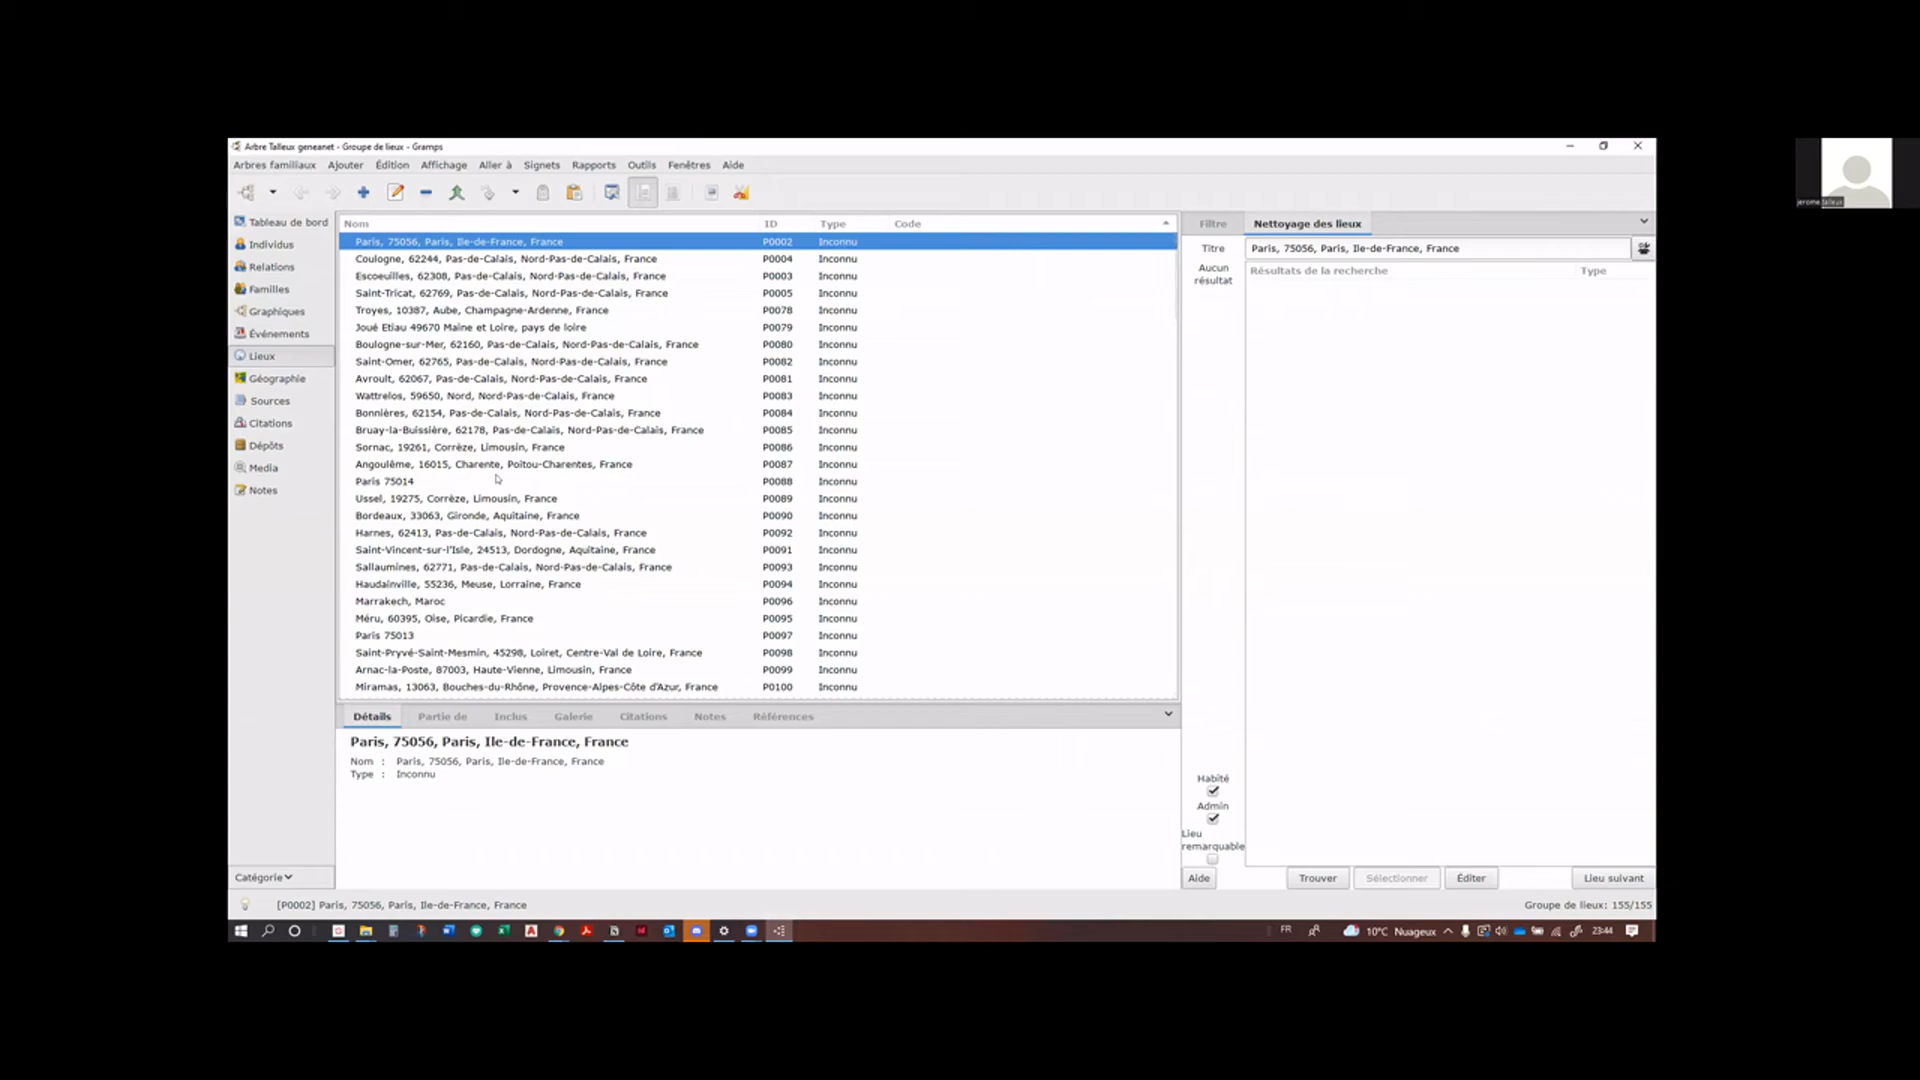 Arbre Talleux geneanet - Groupe de lieux - Gramps
Arbres familiaux Ajouter Édition Affichage Aller à Signets Rapports Outils Fenêtres Aide
Tableau de bord
Individus
Relations
Familles
Graphiques
Événements
Lieux
Géographie
Sources
Citations
Dépôts
Media
Notes
Catégorie
Nom ID Type Code
Paris, 75056, Paris, Ile-de-France, France P0002 Inconnu
Coulogne, 62244, Pas-de-Calais, Nord-Pas-de-Calais, France P0004 Inconnu
Escoeuilles, 62308, Pas-de-Calais, Nord-Pas-de-Calais, France P0003 Inconnu
Saint-Tricat, 62769, Pas-de-Calais, Nord-Pas-de-Calais, France P0005 Inconnu
Troyes, 10387, Aube, Champagne-Ardenne, France P0078 Inconnu
Joué Etiau 49670 Maine et Loire, pays de loire P0079 Inconnu
Boulogne-sur-Mer, 62160, Pas-de-Calais, Nord-Pas-de-Calais, France P0080 Inconnu
Saint-Omer, 62765, Pas-de-Calais, Nord-Pas-de-Calais, France P0082 Inconnu
Avroult, 62067, Pas-de-Calais, Nord-Pas-de-Calais, France P0081 Inconnu
Wattrelos, 59650, Nord, Nord-Pas-de-Calais, France P0083 Inconnu
Bonnières, 62154, Pas-de-Calais, Nord-Pas-de-Calais, France P0084 Inconnu
Bruay-la-Buissière, 62178, Pas-de-Calais, Nord-Pas-de-Calais, France P0085 Inconnu
Sornac, 19261, Corrèze, Limousin, France P0086 Inconnu
Angoulême, 16015, Charente, Poitou-Charentes, France P0087 Inconnu
Paris 75014 P0088 Inconnu
Ussel, 19275, Corrèze, Limousin, France P0089 Inconnu
Bordeaux, 33063, Gironde, Aquitaine, France P0090 Inconnu
Harnes, 62413, Pas-de-Calais, Nord-Pas-de-Calais, France P0092 Inconnu
Saint-Vincent-sur-l'Isle, 24513, Dordogne, Aquitaine, France P0091 Inconnu
Sallaumines, 62771, Pas-de-Calais, Nord-Pas-de-Calais, France P0093 Inconnu
Haudainville, 55236, Meuse, Lorraine, France P0094 Inconnu
Marrakech, Maroc P0096 Inconnu
Méru, 60395, Oise, Picardie, France P0095 Inconnu
Paris 75013 P0097 Inconnu
Saint-Pryvé-Saint-Mesmin, 45298, Loiret, Centre-Val de Loire, France P0098 Inconnu
Arnac-la-Poste, 87003, Haute-Vienne, Limousin, France P0099 Inconnu
Miramas, 13063, Bouches-du-Rhône, Provence-Alpes-Côte d'Azur, France P0100 Inconnu
Détails Partie de Inclus Galerie Citations Notes Références
Paris, 75056, Paris, Ile-de-France, France
Nom : Paris, 75056, Paris, Ile-de-France, France
Type : Inconnu
Filtre Nettoyage des lieux
Titre Paris, 75056, Paris, Ile-de-France, France
Aucun résultat
Résultats de la recherche Type
Habité
Admin
Lieu remarquable
Aide Trouver Sélectionner Éditer Lieu suivant
[P0002] Paris, 75056, Paris, Ile-de-France, France Groupe de lieux: 155/155
FR 10°C Nuageux 23:44
jerome talleux